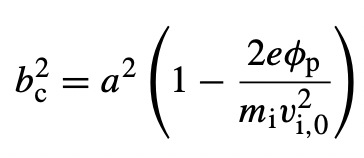 b_c^2 = a^2 \left( 1 - \frac{2e\phi_p}{m_i v_{i,0}^2} \right)